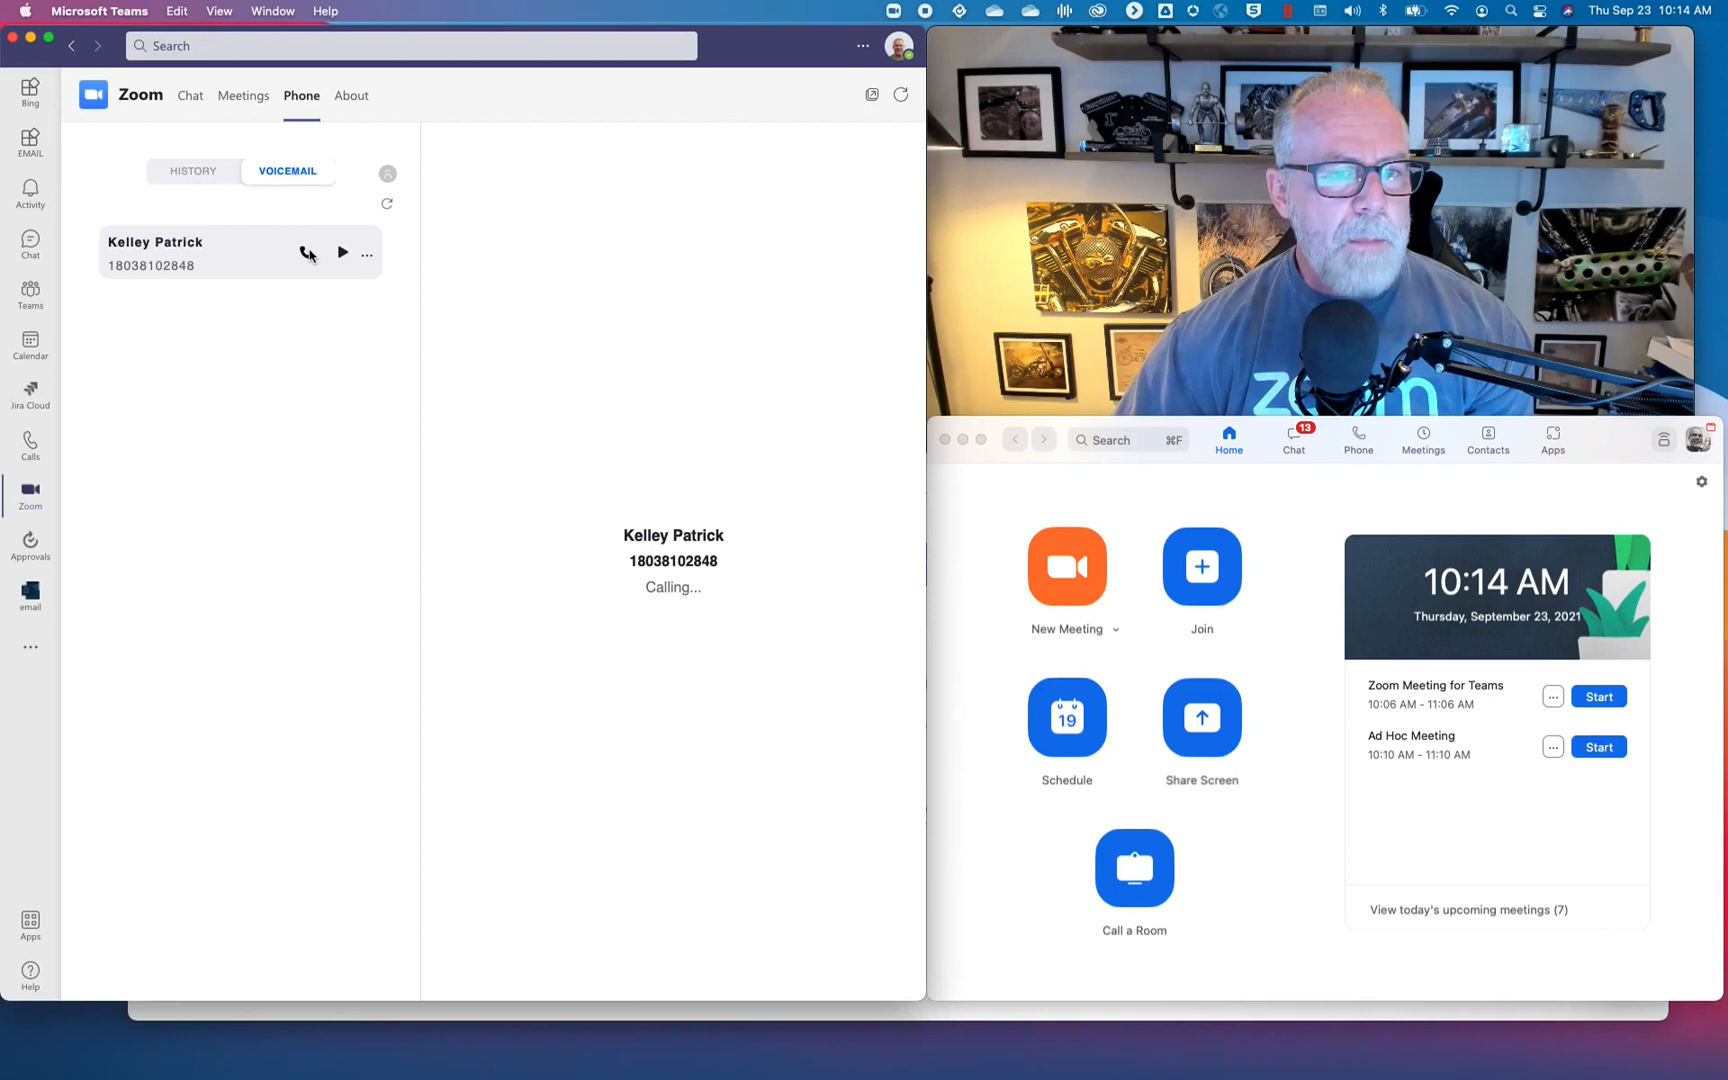 Microsoft Teams Edit View Window Help
Thu Sep 23 10:14 AM
Search
Bing
EMAIL
Activity
Chat
Teams
Calendar
Jira Cloud
Calls
Zoom
Approvals
email
Apps
Help
Zoom Chat Meetings Phone About
HISTORY VOICEMAIL
Kelley Patrick
18038102848
Kelley Patrick
18038102848
Calling...
zoom
Search ⌘F
Home
13
Chat
Phone
Meetings
Contacts
Apps
New Meeting
Join
19
Schedule
Share Screen
Call a Room
10:14 AM
Thursday, September 23, 2021
Zoom Meeting for Teams
10:06 AM - 11:06 AM
Start
Ad Hoc Meeting
10:10 AM - 11:10 AM
Start
View today's upcoming meetings (7)